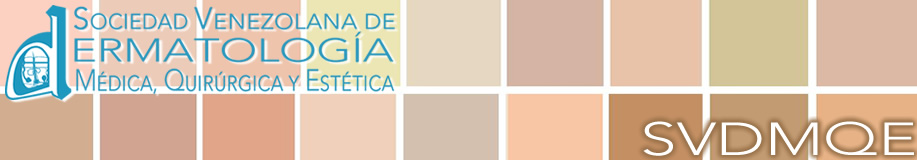 SOCIEDAD VENEZOLANA DE
DERMATOLOGÍA
MÉDICA, QUIRÚRGICA Y ESTÉTICA
SVDMQE